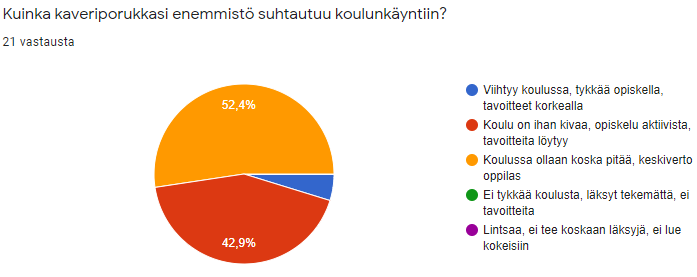 Kuinka kaveriporukkasi enemmistö suhtautuu koulunkäyntiin?
21 vastausta
52,4%
42,9%
Viihtyy koulussa, tykkää opiskella,
tavoitteet korkealla
Koulu on ihan kivaa, opiskelu aktiivista,
tavoitteita löytyy
Koulussa ollaan koska pitää, keskiverto
oppilas
Ei tykkää koulusta, läksyt tekemättä, ei
tavoitteita
Lintsaa, ei tee koskaan läksyjä, ei lue
kokeisiin